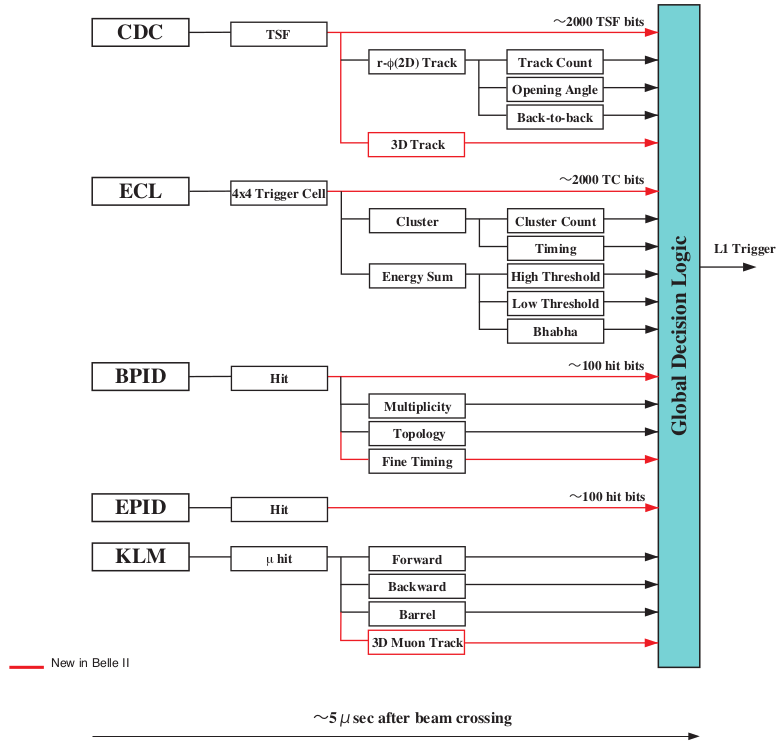 CDC
TSF
~2000 TSF bits
r-ϕ(2D) Track
Track Count
Opening Angle
Back-to-back
3D Track
ECL
4x4 Trigger Cell
~2000 TC bits
Cluster
Cluster Count
Timing
Energy Sum
High Threshold
Low Threshold
Bhabha
Global Decision Logic
L1 Trigger
BPID
Hit
~100 hit bits
Multiplicity
Topology
Fine Timing
EPID
Hit
~100 hit bits
KLM
μ hit
Forward
Backward
Barrel
3D Muon Track
New in Belle II
~5 μ sec after beam crossing